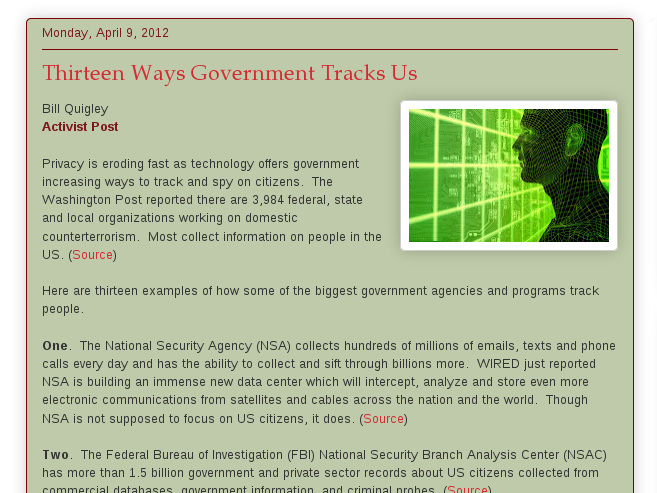 Monday, April 9, 2012
Thirteen Ways Government Tracks Us
Bill Quigley
Activist Post
Privacy is eroding fast as technology offers government
increasing ways to track and spy on citizens.  The
Washington Post reported there are 3,984 federal, state
and local organizations working on domestic
counterterrorism.  Most collect information on people in the
US. (Source)
Here are thirteen examples of how some of the biggest government agencies and programs track
people.
One.  The National Security Agency (NSA) collects hundreds of millions of emails, texts and phone
calls every day and has the ability to collect and sift through billions more.  WIRED just reported
NSA is building an immense new data center which will intercept, analyze and store even more
electronic communications from satellites and cables across the nation and the world.  Though
NSA is not supposed to focus on US citizens, it does. (Source)
Two.  The Federal Bureau of Investigation (FBI) National Security Branch Analysis Center (NSAC)
has more than 1.5 billion government and private sector records about US citizens collected from
commercial databases, government information, and criminal probes. (Source)